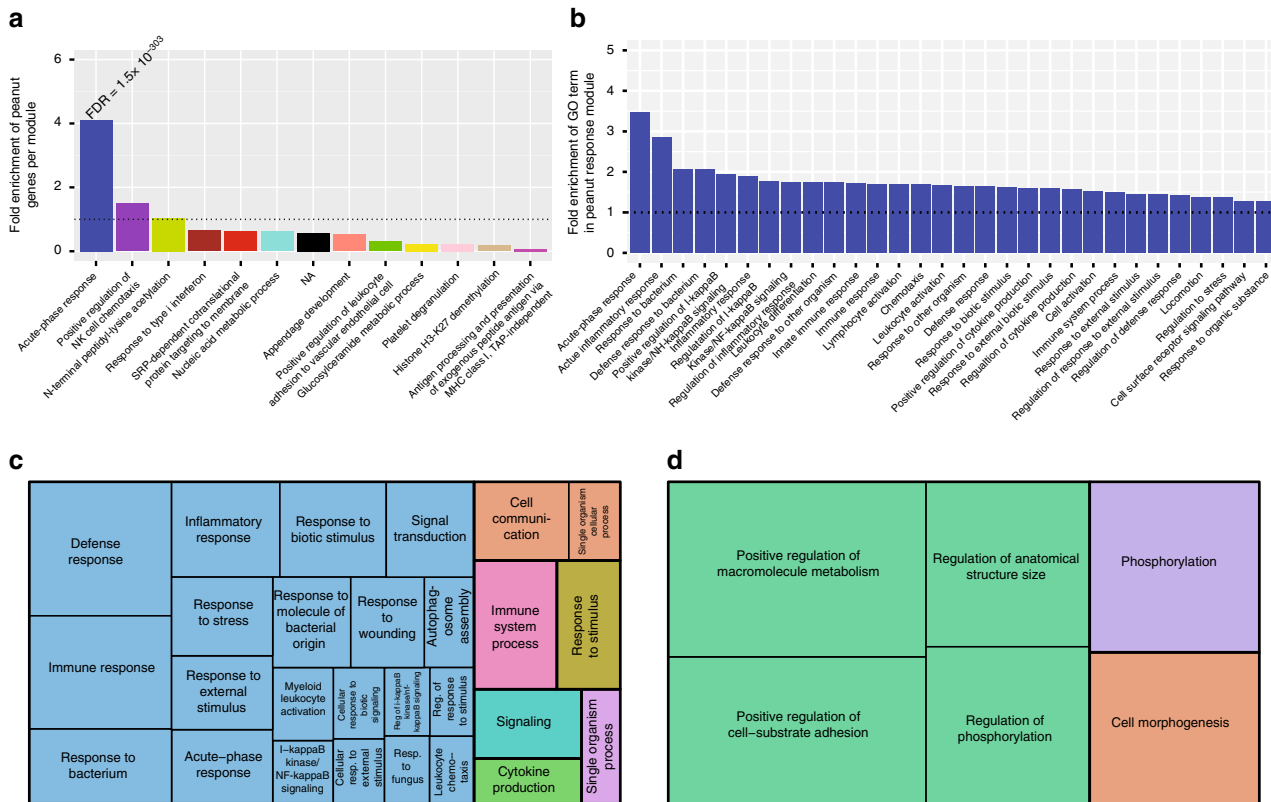 a
Fold enrichment of peanut
genes per module
6
4
2
0
FDR = 1.5× 10⁻³⁰³
Acute-phase response
Positive regulation of
NK cell chemotaxis
N-terminal peptidyl-lysine acetylation
Response to type I interferon
SRP-dependent cotranslational
protein targeting to membrane
Nucleic acid metabolic process
NA
Appendage development
Positive regulation of leukocyte
adhesion to vascular endothelial cell
Glucosylceramide metabolic process
Platelet degranulation
Histone H3-K27 demethylation
Antigen processing and presentation
of exogenous peptide antigen via
MHC class I, TAP-independent
b
Fold enrichment of GO term
in peanut response module
5
4
3
2
1
0
Acute-phase response
Actue inflammatory response
Response to bacterium
Defense response to bacterium
Positive regulation of I-kappaB
kinase/NH-kappaB signaling
Inflammatory response
Regulation of I-kappaB
Kinase/NF-kappaB signaling
Regulation of inflammatory response
Leukocyte differentiation
Defense response to other organism
Innate immune response
Immune response
Lymphocyte activation
Chemotaxis
Leukocyte activation
Response to other organism
Defense response
Response to biotic stimulus
Positive regulation of cytokine production
Response to external biotic stimulus
Regulation of cytokine production
Cell activation
Immune system process
Response to external stimulus
Regulation of response to external stimulus
Regulation of defense response
Locomotion
Regulation to stress
Cell surface receptor signaling pathway
Response to organic substance
c
Defense
response
Immune response
Response to
bacterium
Inflammatory
response
Response to
biotic stimulus
Signal
transduction
Response
to stress
Response to
molecule of
bacterial
origin
Response
to
wounding
Autophag-
osome
assembly
Response to
external
stimulus
Myeloid
leukocyte
activation
Cellular
response to
biotic
signaling
Reg of i-kappaB
kinase/nf-
kappaB signaling
Reg. of
response
to stimulus
Acute−phase
response
I−kappaB
kinase/
NF-kappaB
signaling
Cellular
resp. to
external
stimulus
Resp.
to
fungus
Leukocyte
chemo--
taxis
Cell
communi-
cation
Single organism
cellular
process
Immune
system
process
Response
to stimulus
Signaling
Cytokine
production
Single organism
process
d
Positive regulation of
macromolecule metabolism
Positive regulation of
cell−substrate adhesion
Regulation of anatomical
structure size
Regulation of
phosphorylation
Phosphorylation
Cell morphogenesis